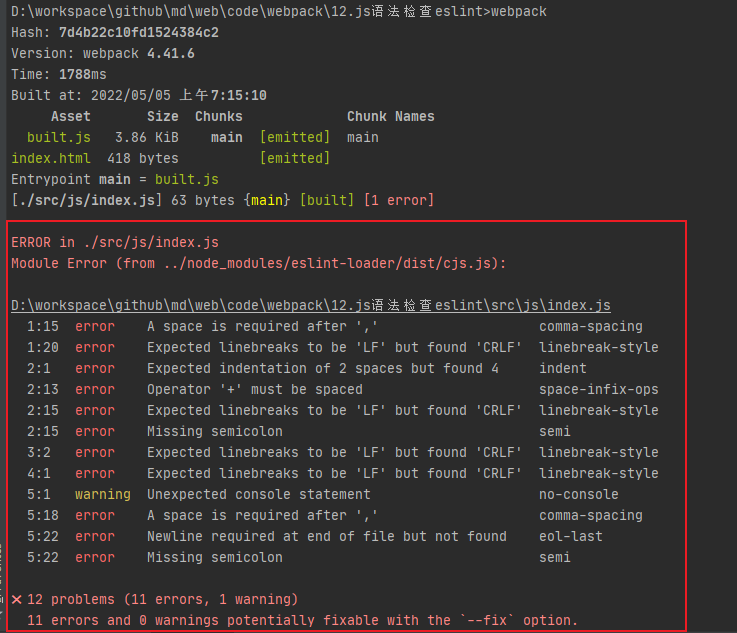 D:\workspace\github\md\web\code\webpack\12.js语法检查eslint>webpack
Hash: 7d4b22c10fd1524384c2
Version: webpack 4.41.6
Time: 1788ms
Built at: 2022/05/05 上午7:15:10
Asset Size Chunks Chunk Names
built.js 3.86 KiB main [emitted] main
index.html 418 bytes [emitted]
Entrypoint main = built.js
[./src/js/index.js] 63 bytes {main} [built] [1 error]
ERROR in ./src/js/index.js
Module Error (from ../node_modules/eslint-loader/dist/cjs.js):
D:\workspace\github\md\web\code\webpack\12.js语法检查eslint\src\js\index.js
1:15 error A space is required after ',' comma-spacing
1:20 error Expected linebreaks to be 'LF' but found 'CRLF' linebreak-style
2:1 error Expected indentation of 2 spaces but found 4 indent
2:13 error Operator '+' must be spaced space-infix-ops
2:15 error Expected linebreaks to be 'LF' but found 'CRLF' linebreak-style
2:15 error Missing semicolon semi
3:2 error Expected linebreaks to be 'LF' but found 'CRLF' linebreak-style
4:1 error Expected linebreaks to be 'LF' but found 'CRLF' linebreak-style
5:1 warning Unexpected console statement no-console
5:18 error A space is required after ',' comma-spacing
5:22 error Newline required at end of file but not found eol-last
5:22 error Missing semicolon semi
✕ 12 problems (11 errors, 1 warning)
11 errors and 0 warnings potentially fixable with the `--fix` option.